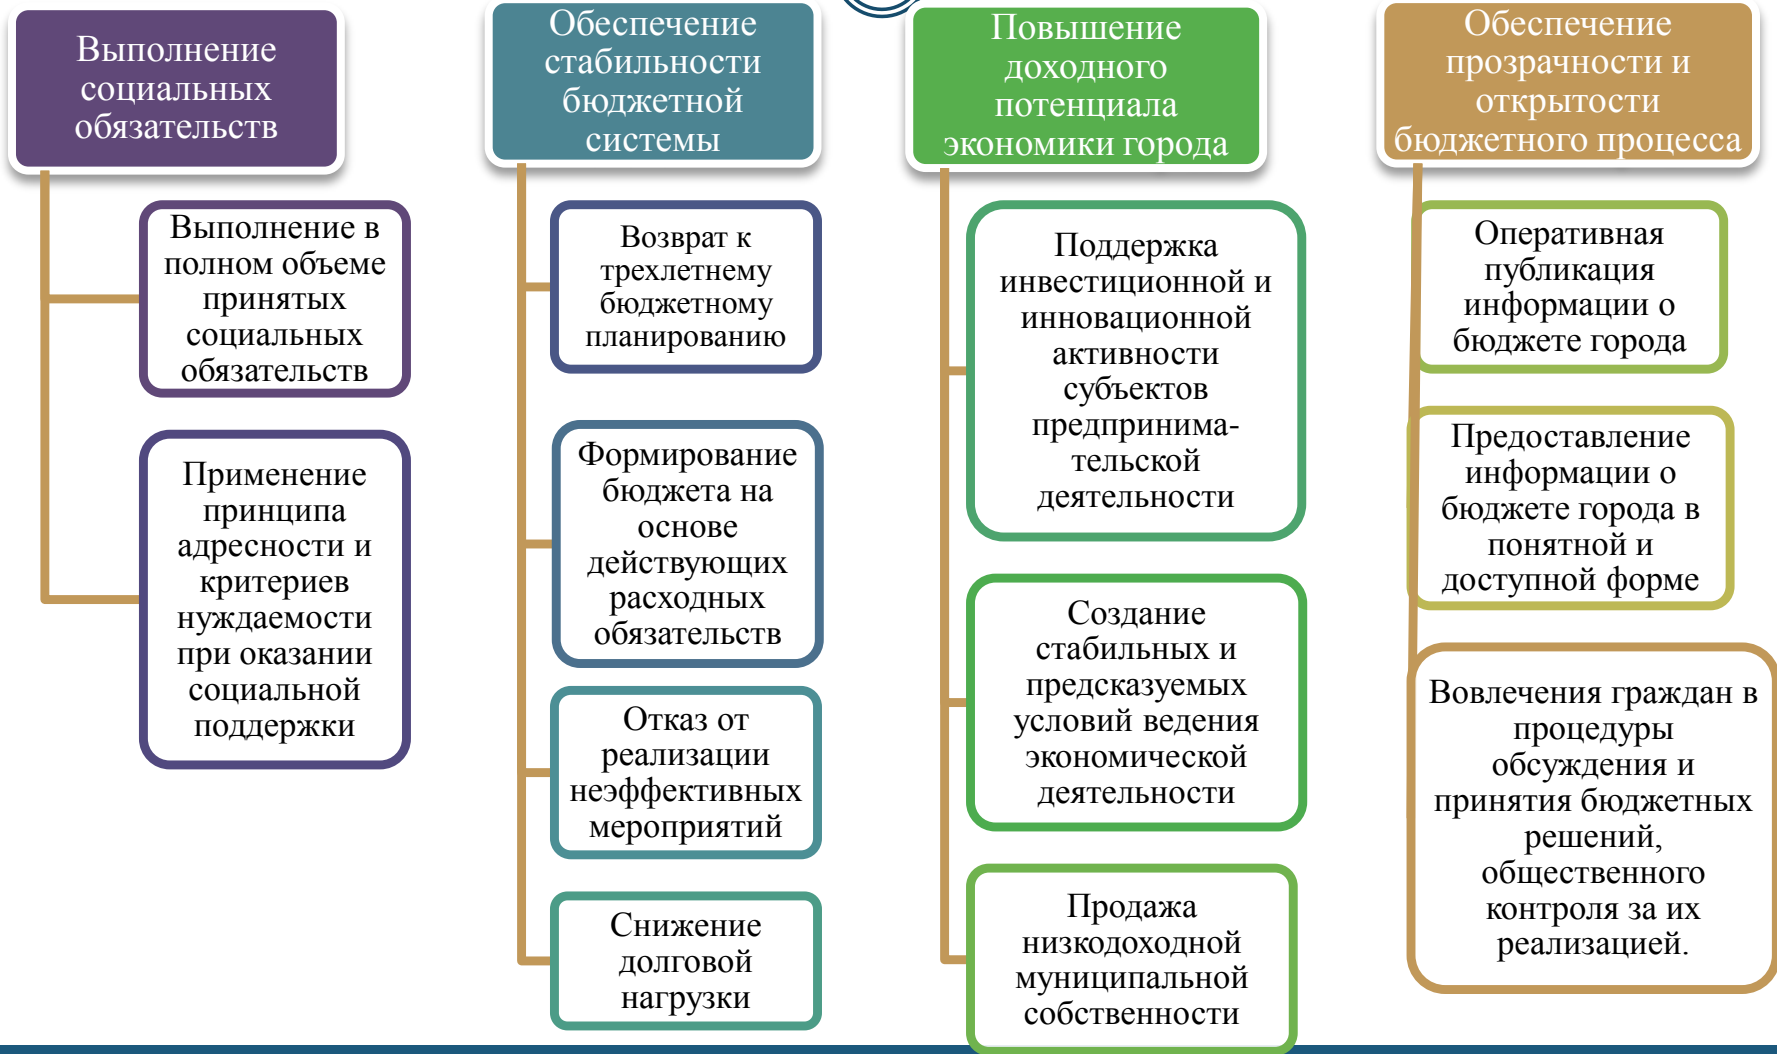 Выполнение
социальных
обязательств
Выполнение в
полном объеме
принятых
социальных
обязательств
Применение
принципа
адресности и
критериев
нуждаемости
при оказании
социальной
поддержки
Обеспечение
стабильности
бюджетной
системы
Возврат к
трехлетнему
бюджетному
планированию
Формирование
бюджета на
основе
действующих
расходных
обязательств
Отказ от
реализации
неэффективных
мероприятий
Снижение
долговой
нагрузки
Повышение
доходного
потенциала
экономики города
Поддержка
инвестиционной и
инновационной
активности
субъектов
предпринима-
тельской
деятельности
Создание
стабильных и
предсказуемых
условий ведения
экономической
деятельности
Продажа
низкодоходной
муниципальной
собственности
Обеспечение
прозрачности и
открытости
бюджетного процесса
Оперативная
публикация
информации о
бюджете города
Предоставление
информации о
бюджете города в
понятной и
доступной форме
Вовлечения граждан в
процедуры
обсуждения и
принятия бюджетных
решений,
общественного
контроля за их
реализацией.